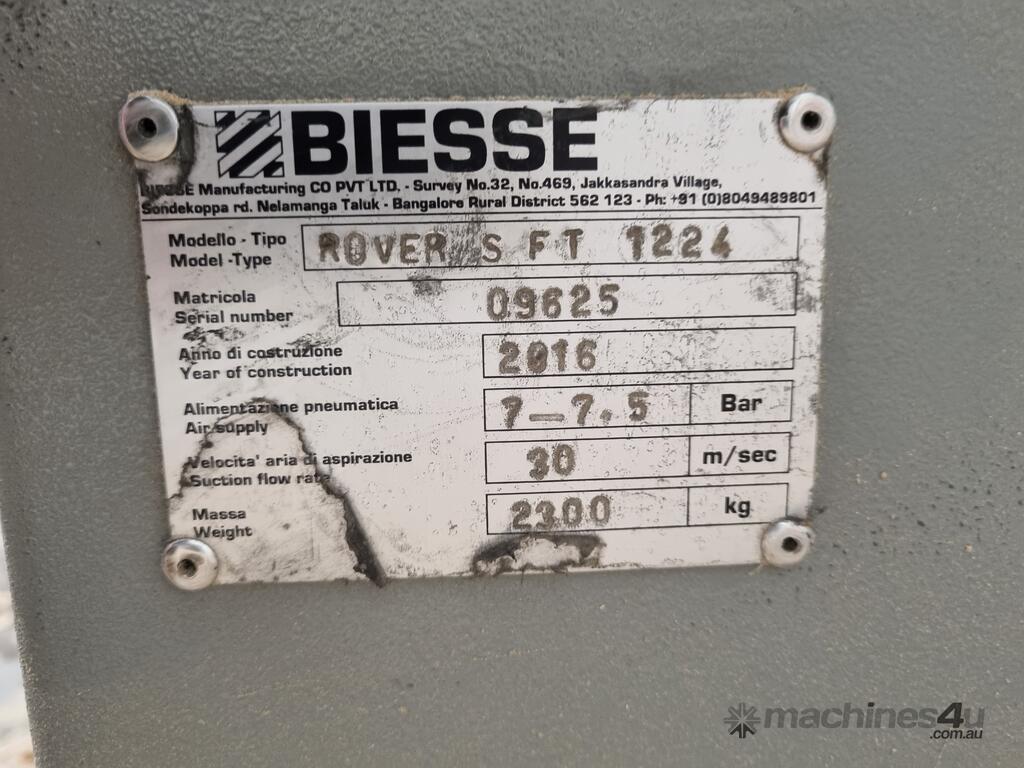 BIESSE
BIESSE Manufacturing CO PVT LTD. - Survey No.32, No.469, Jakkasandra Village,
Sondekoppa rd. Nelamanga Taluk - Bangalore Rural District 562 123 - Ph: +91 (0)8049489801
Modello - Tipo
Model -Type
ROVER S FT 1224
Matricola
Serial number
09625
Anno di costruzione
Year of construction
2016
Alimentazione pneumatica
Air supply
7-7.5 Bar
Velocita' aria di aspirazione
Suction flow rate
30 m/sec
Massa
Weight
2300 kg
machines4u
.com.au